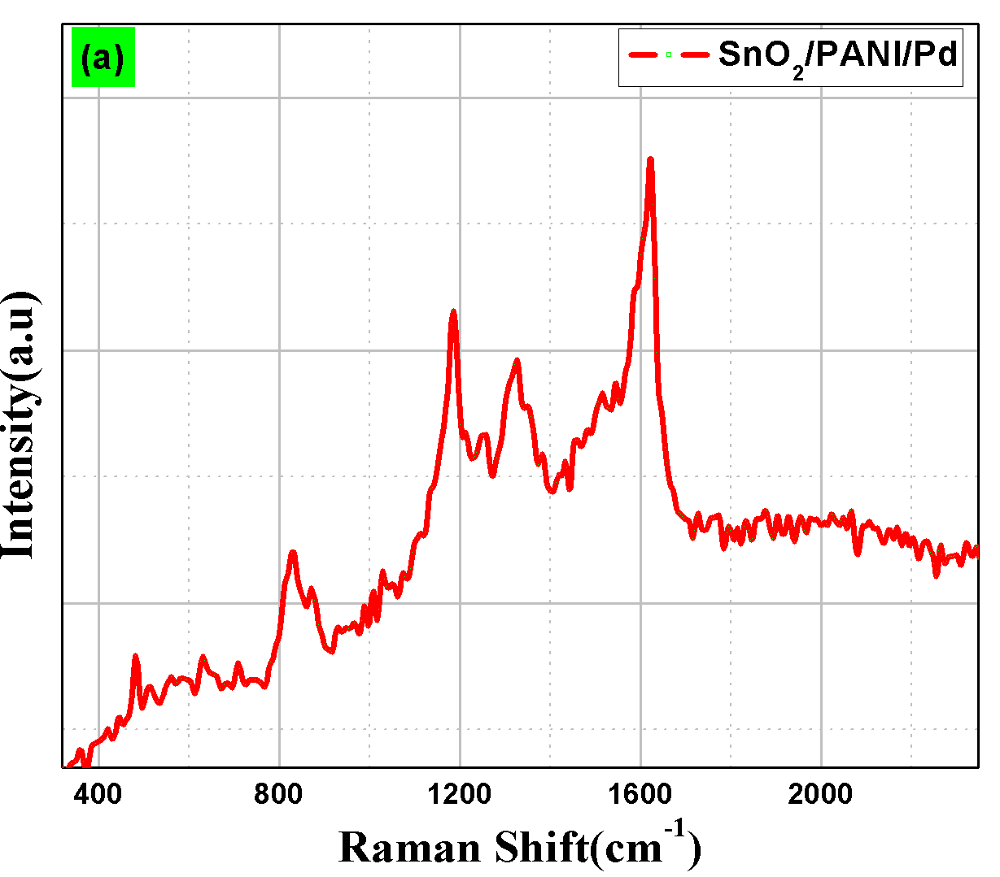 (a)
SnO₂/PANI/Pd
Intensity(a.u)
400 800 1200 1600 2000
Raman Shift(cm⁻¹)